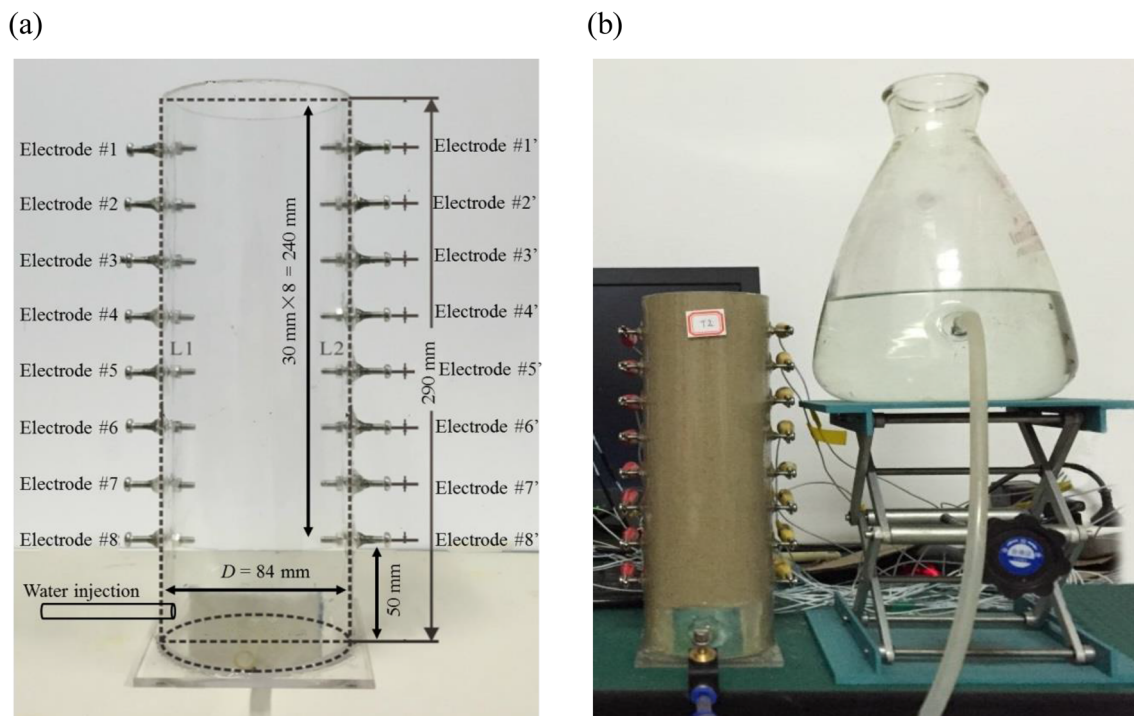 (a)
(b)
Electrode #1
Electrode #1’
Electrode #2
Electrode #2’
Electrode #3
Electrode #3’
Electrode #4
Electrode #4’
L1
L2
30 mm × 8 = 240 mm
290 mm
Electrode #5
Electrode #5’
Electrode #6
Electrode #6’
Electrode #7
Electrode #7’
Electrode #8
Electrode #8’
Water injection
D = 84 mm
50 mm
T2